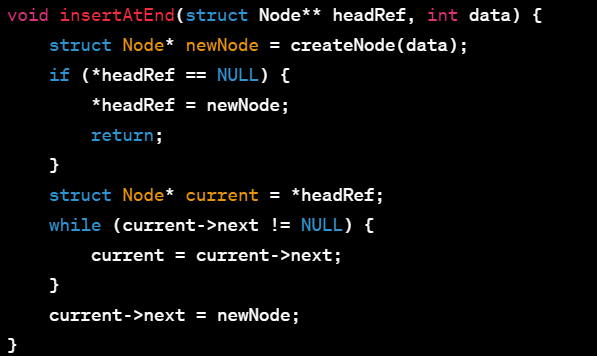 void insertAtEnd(struct Node** headRef, int data) {
    struct Node* newNode = createNode(data);
    if (*headRef == NULL) {
        *headRef = newNode;
        return;
    }
    struct Node* current = *headRef;
    while (current->next != NULL) {
        current = current->next;
    }
    current->next = newNode;
}